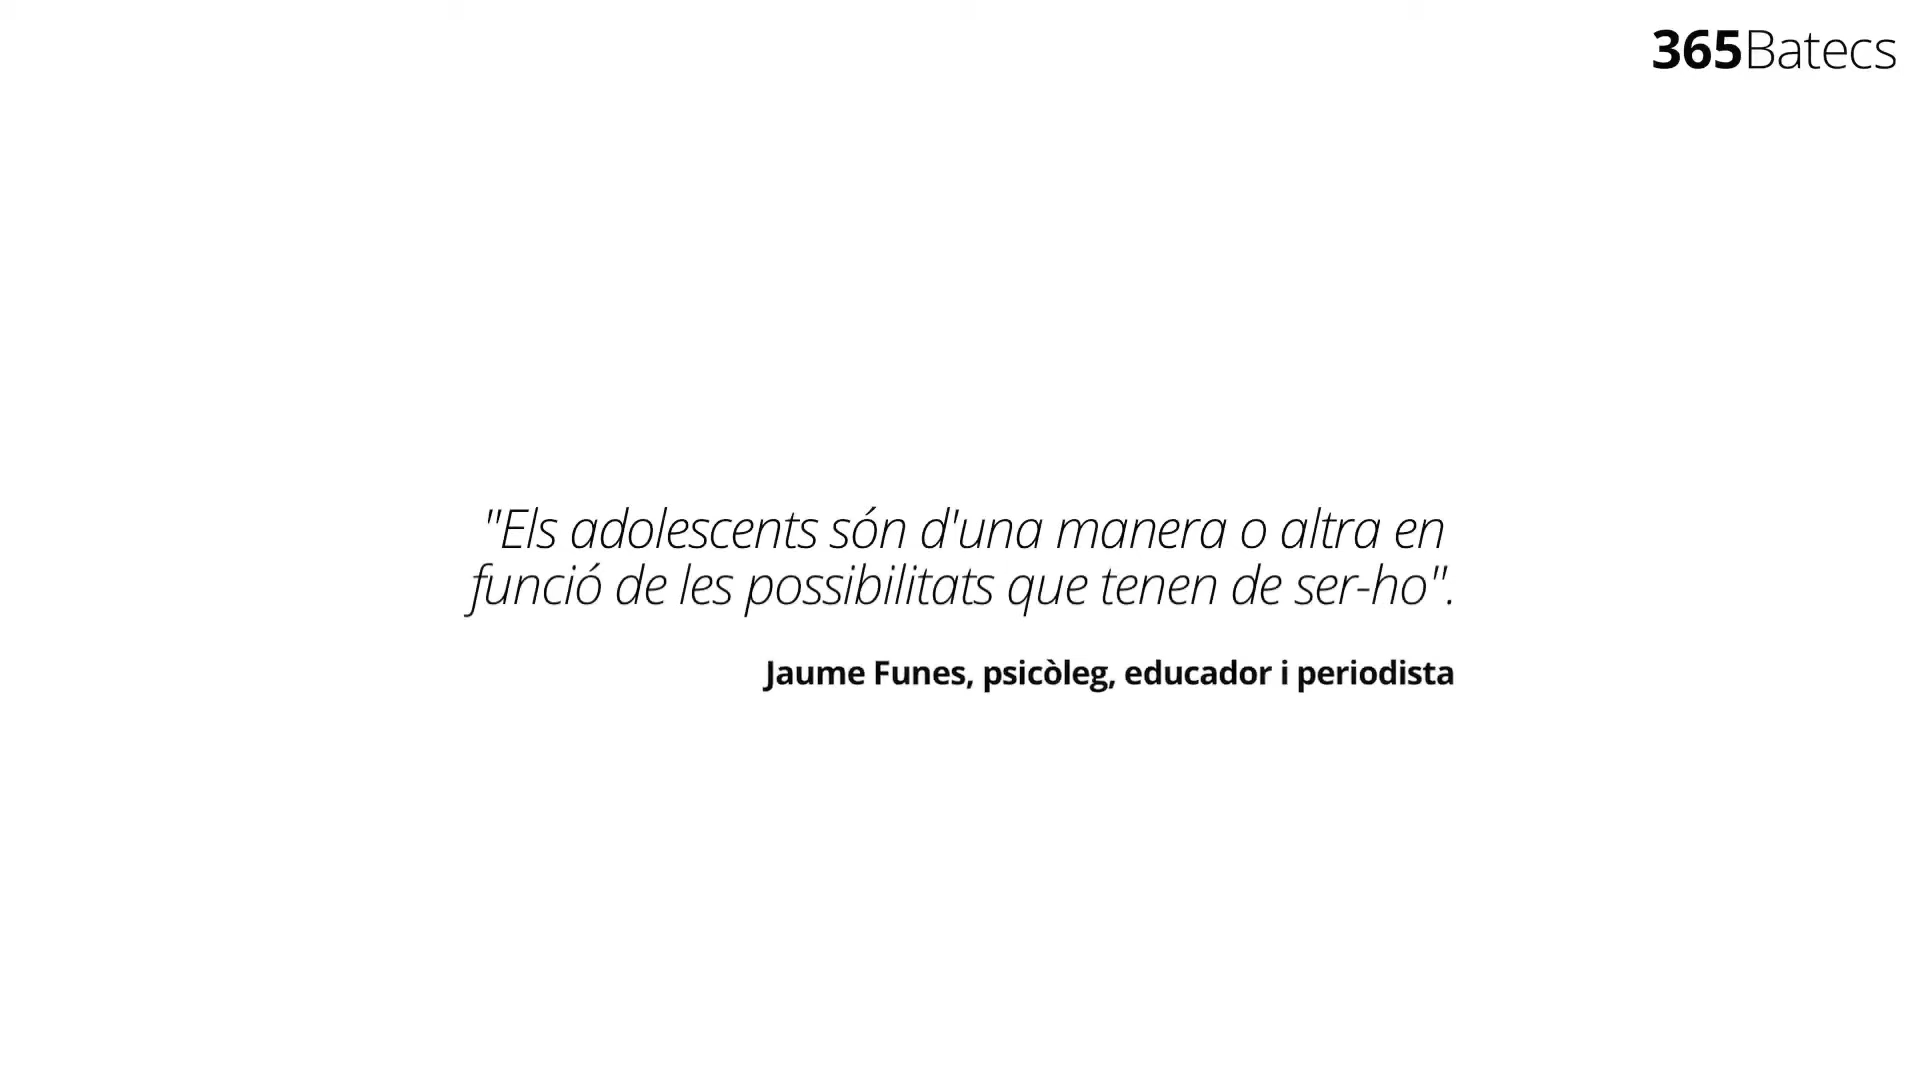 365Batecs
"Els adolescents són d'una manera o altra en
funció de les possibilitats que tenen de ser-ho".
Jaume Funes, psicòleg, educador i periodista